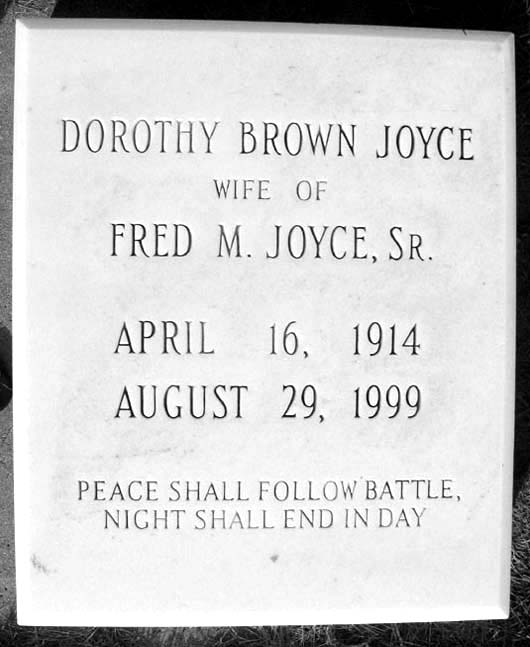 DOROTHY BROWN JOYCE
WIFE OF
FRED M. JOYCE, SR.
APRIL 16, 1914
AUGUST 29, 1999
PEACE SHALL FOLLOW BATTLE,
NIGHT SHALL END IN DAY